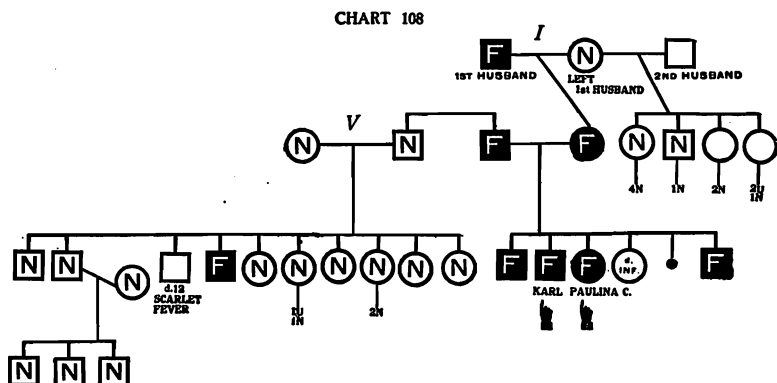 CHART 108
I
F N
1ST HUSBAND LEFT 1st HUSBAND 2ND HUSBAND
V
N N F F N N
4N 1N 2N 2U
1N
N N F N N N N N N F F F d. INF. F
N
d.12
SCARLET
FEVER
KARL PAULINA C.
1U
1N
2N
N N N